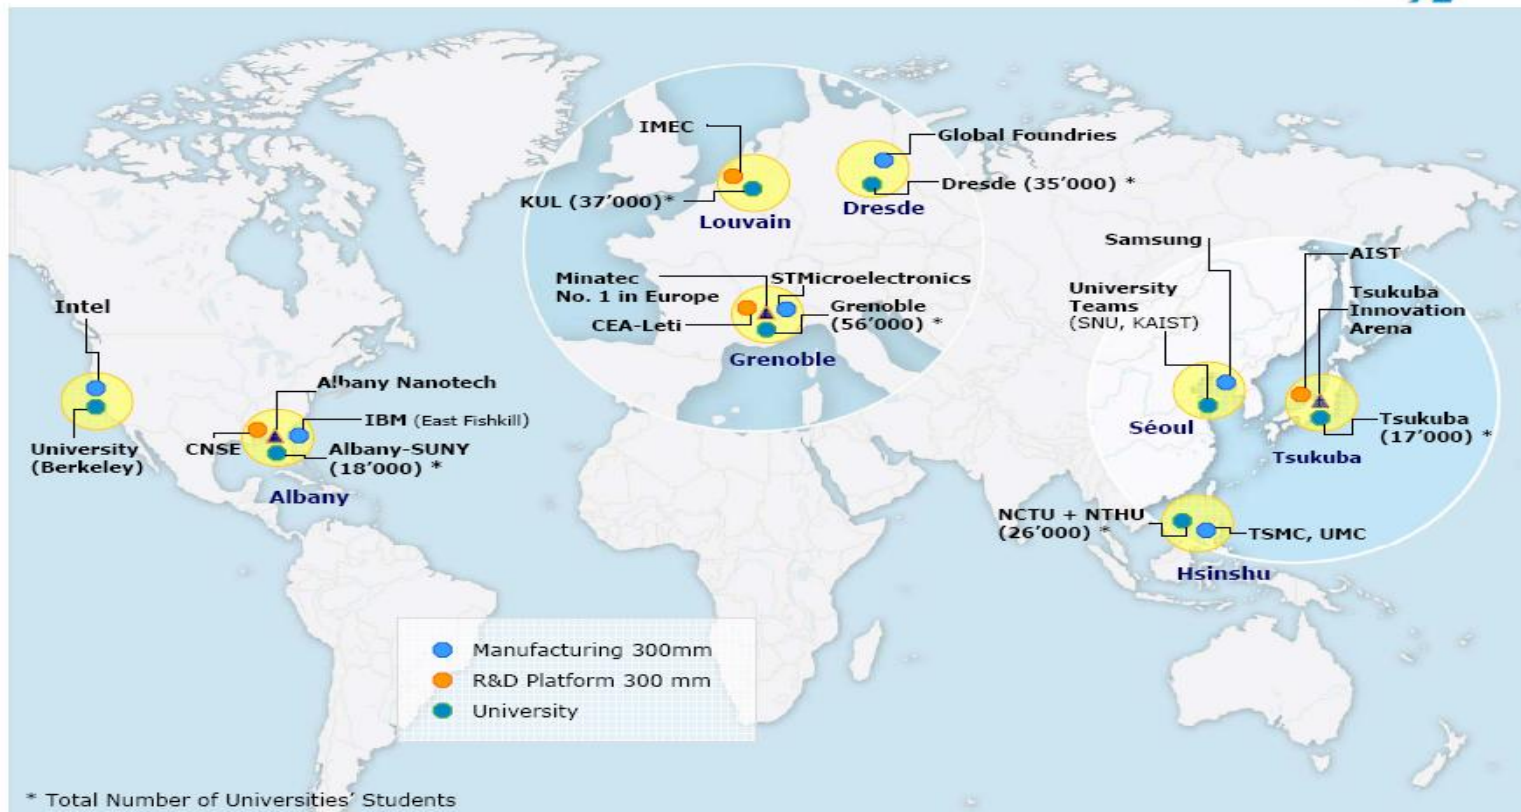 IMEC
Global Foundries
KUL (37’000)*
Dresde (35’000) *
Louvain
Dresde
Minatec
No. 1 in Europe
STMicroelectronics
CEA-Leti
Grenoble
(56’000) *
Grenoble
Intel
University
(Berkeley)
Albany Nanotech
IBM (East Fishkill)
CNSE
Albany-SUNY
(18’000) *
Albany
Samsung
AIST
University
Teams
(SNU, KAIST)
Tsukuba
Innovation
Arena
Séoul
Tsukuba
(17’000) *
Tsukuba
NCTU + NTHU
(26’000) *
TSMC, UMC
Hsinshu
Manufacturing 300mm
R&D Platform 300 mm
University
* Total Number of Universities’ Students